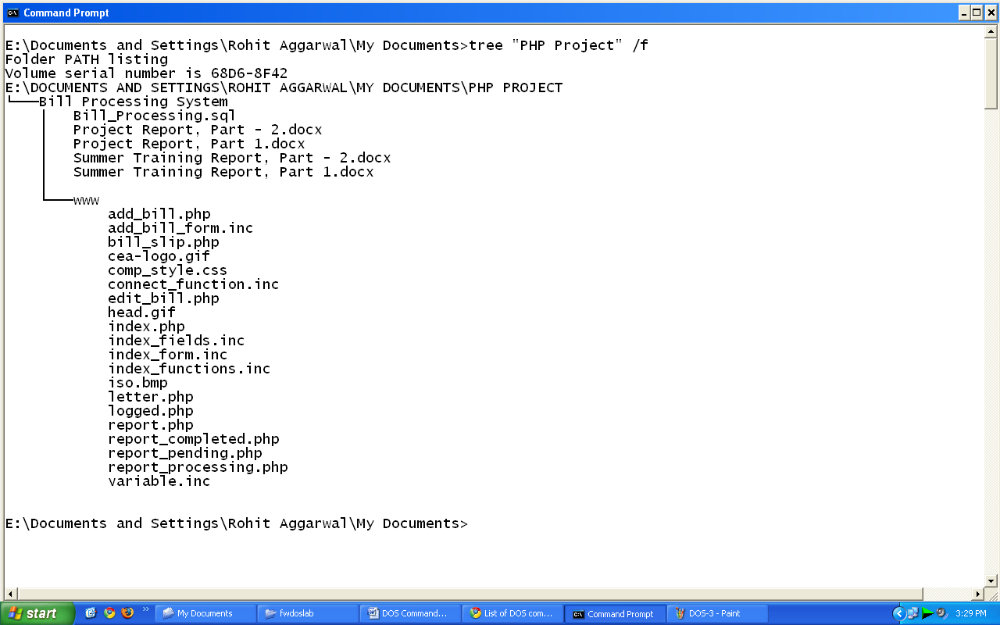 Command Prompt
E:\Documents and Settings\Rohit Aggarwal\My Documents>tree "PHP Project" /f
Folder PATH listing
Volume serial number is 68D6-8F42
E:\DOCUMENTS AND SETTINGS\ROHIT AGGARWAL\MY DOCUMENTS\PHP PROJECT
└───Bill Processing System
    │   Bill_Processing.sql
    │   Project Report, Part - 2.docx
    │   Project Report, Part 1.docx
    │   Summer Training Report, Part - 2.docx
    │   Summer Training Report, Part 1.docx
    │
    └───www
            add_bill.php
            add_bill_form.inc
            bill_slip.php
            cea-logo.gif
            comp_style.css
            connect_function.inc
            edit_bill.php
            head.gif
            index.php
            index_fields.inc
            index_form.inc
            index_functions.inc
            iso.bmp
            letter.php
            logged.php
            report.php
            report_completed.php
            report_pending.php
            report_processing.php
            variable.inc
E:\Documents and Settings\Rohit Aggarwal\My Documents>
start My Documents fwdoslab DOS Command... List of DOS com... Command Prompt DOS-3 - Paint 3:29 PM